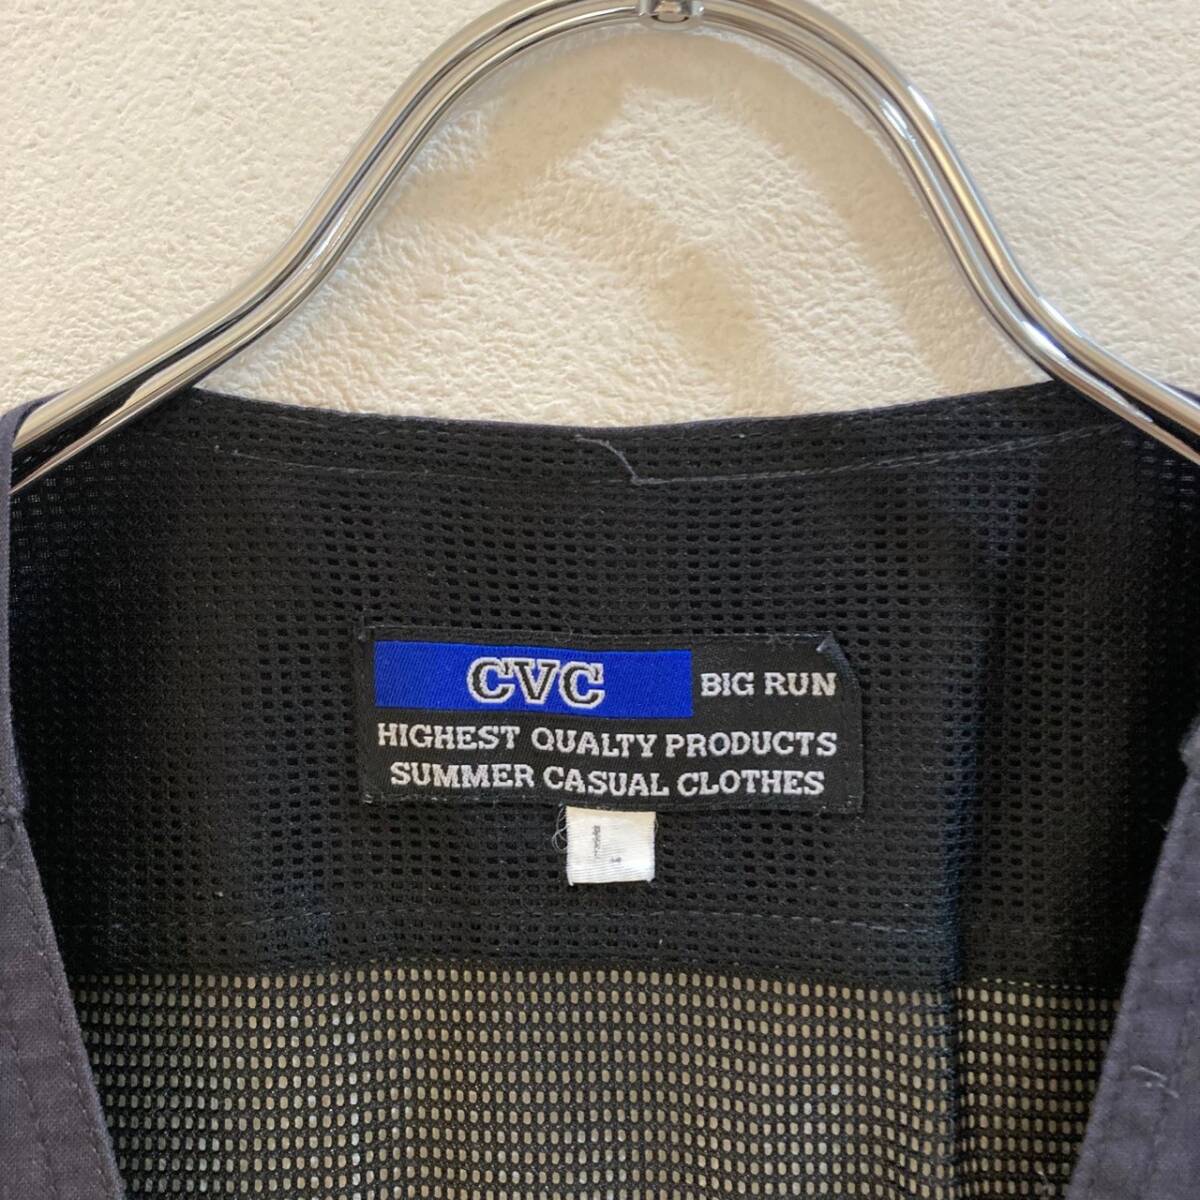 CVC BIG RUN
HIGHEST QUALTY PRODUCTS
SUMMER CASUAL CLOTHES